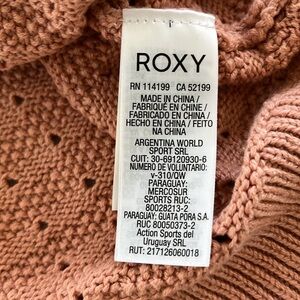 ROXY
RN 114199 CA 52199
MADE IN CHINA /
FABRIQUÉ EN CHINE /
FABRICADO EN CHINA /
HECHO EN CHINA / FEITO
NA CHINA
ARGENTINA WORLD
SPORT SRL
CUIT: 30-69120930-6
NUMERO DE VOLUNTARIO:
v-310/QW
PARAGUAY:
MERCOSUR
SPORTS RUC:
80028213-2
PARAGUAY: GUATA PORA S.A.
RUC 80050373-2
Action Sports del
Uruguay SRL
RUT: 217126060018